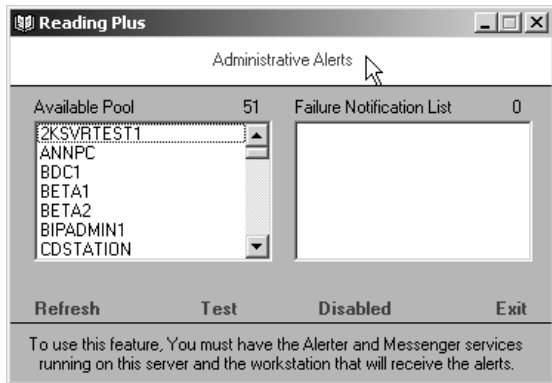 Reading Plus
Administrative Alerts
Available Pool 51 Failure Notification List 0
2KSVRTEST1
ANNPC
BDC1
BETA1
BETA2
BIPADMIN1
CDSTATION
Refresh Test Disabled Exit
To use this feature, You must have the Alerter and Messenger services
running on this server and the workstation that will receive the alerts.